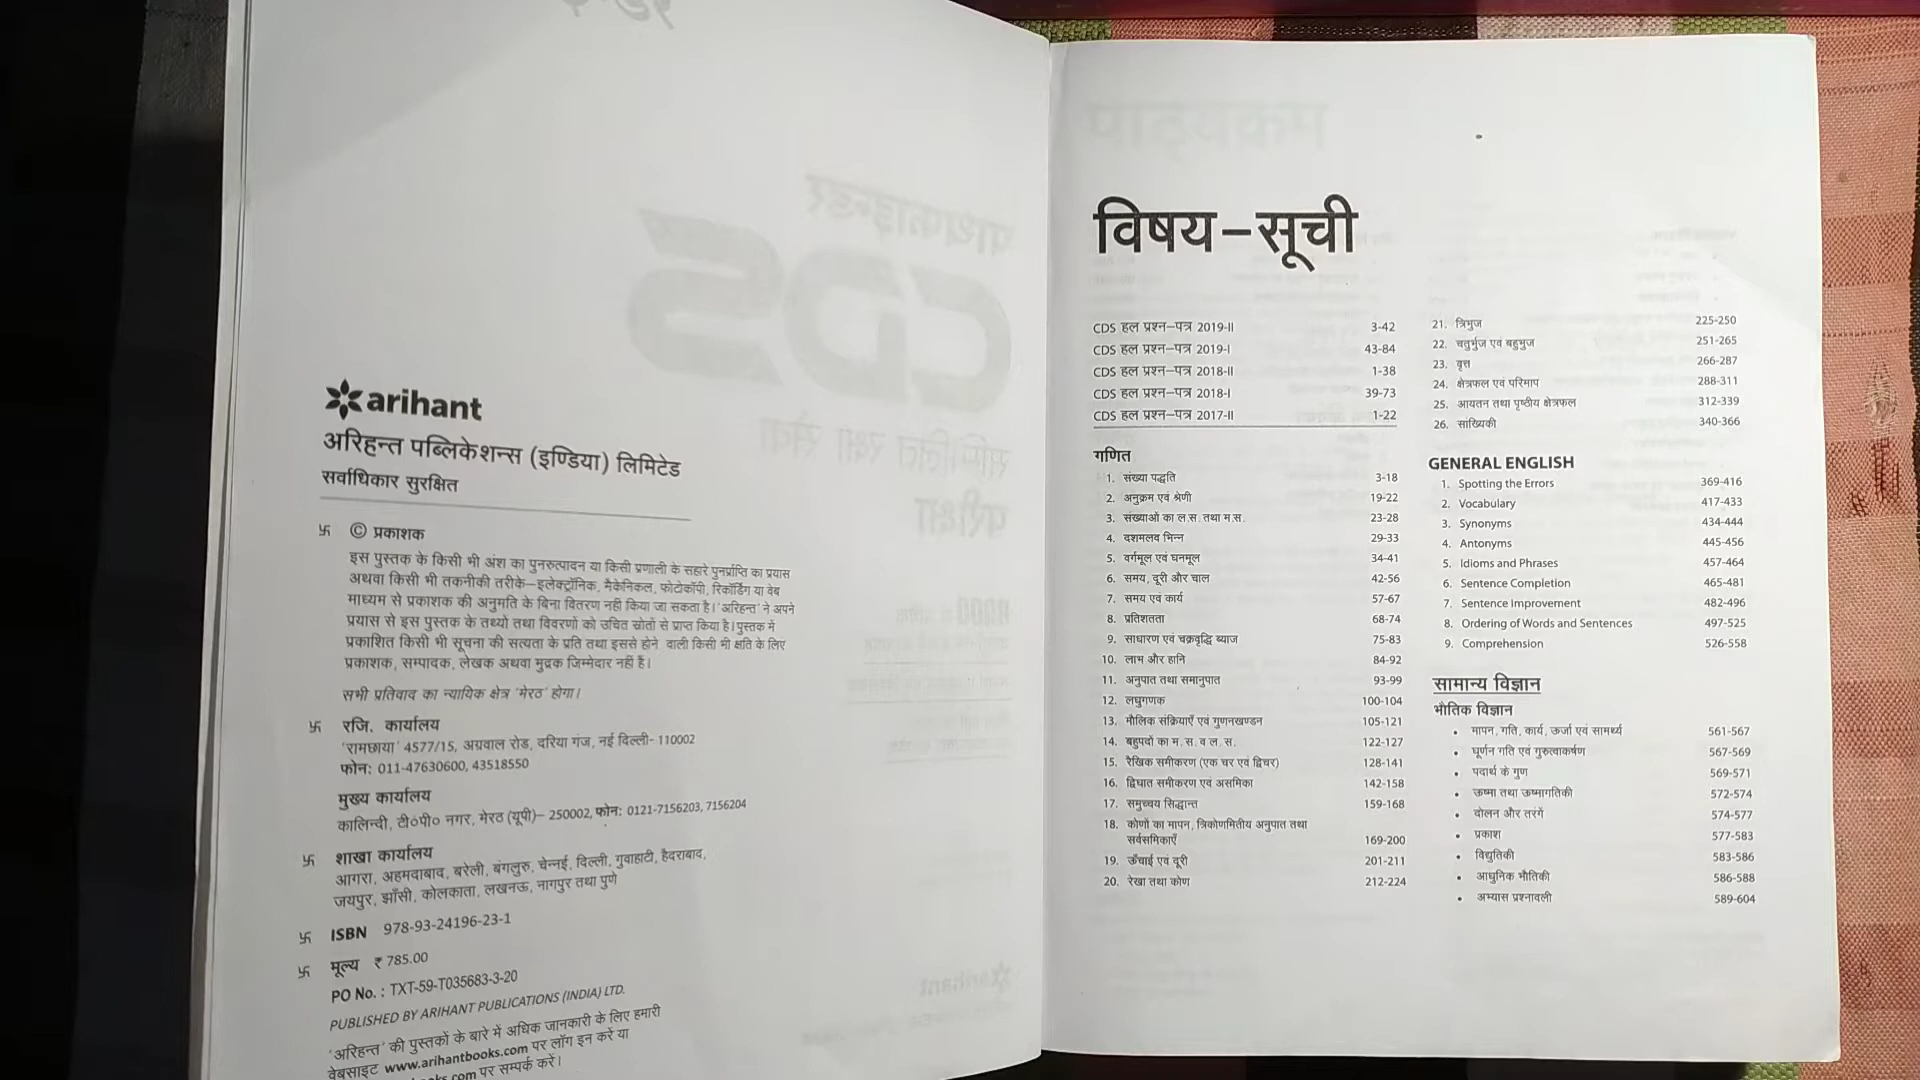 arihant
अरिहन्त पब्लिकेशन्स (इण्डिया) लिमिटेड
सर्वाधिकार सुरक्षित
卐 © प्रकाशक
इस पुस्तक के किसी भी अंश का पुनरुत्पादन या किसी प्रणाली के सहारे पुनर्प्राप्ति का प्रयास
अथवा किसी भी तकनीकी तरीके–इलेक्ट्रॉनिक, मैकेनिकल, फोटोकॉपी, रिकॉर्डिंग या वेब
माध्यम से प्रकाशक की अनुमति के बिना वितरण नहीं किया जा सकता है। 'अरिहन्त' ने अपने
प्रयास से इस पुस्तक के तथ्यों तथा विवरणों को उचित स्रोतों से प्राप्त किया है। पुस्तक में
प्रकाशित किसी भी सूचना की सत्यता के प्रति तथा इससे होने वाली किसी भी क्षति के लिए
प्रकाशक, सम्पादक, लेखक अथवा मुद्रक जिम्मेदार नहीं हैं।
सभी प्रतिवाद का न्यायिक क्षेत्र 'मेरठ' होगा।
卐 रजि. कार्यालय
'रामछाया' 4577/15, अग्रवाल रोड, दरिया गंज, नई दिल्ली- 110002
फोन: 011-47630600, 43518550
मुख्य कार्यालय
कालिन्दी, टी०पी० नगर, मेरठ (यूपी)– 250002, फोन: 0121-7156203, 7156204
卐 शाखा कार्यालय
आगरा, अहमदाबाद, बरेली, बंगलुरु, चेन्नई, दिल्ली, गुवाहाटी, हैदराबाद,
जयपुर, झाँसी, कोलकाता, लखनऊ, नागपुर तथा पुणे
卐 ISBN 978-93-24196-23-1
卐 मूल्य ₹ 785.00
PO No. : TXT-59-T035683-3-20
PUBLISHED BY ARIHANT PUBLICATIONS (INDIA) LTD.
'अरिहन्त' की पुस्तकों के बारे में अधिक जानकारी के लिए हमारी
वेबसाइट www.arihantbooks.com पर लॉग इन करें या
पर सम्पर्क करें।
विषय–सूची
CDS हल प्रश्न–पत्र 2019-II 3-42
CDS हल प्रश्न–पत्र 2019-I 43-84
CDS हल प्रश्न–पत्र 2018-II 1-38
CDS हल प्रश्न–पत्र 2018-I 39-73
CDS हल प्रश्न–पत्र 2017-II 1-22
गणित
1. संख्या पद्धति 3-18
2. अनुक्रम एवं श्रेणी 19-22
3. संख्याओं का ल.स. तथा म.स. 23-28
4. दशमलव भिन्न 29-33
5. वर्गमूल एवं घनमूल 34-41
6. समय, दूरी और चाल 42-56
7. समय एवं कार्य 57-67
8. प्रतिशतता 68-74
9. साधारण एवं चक्रवृद्धि ब्याज 75-83
10. लाभ और हानि 84-92
11. अनुपात तथा समानुपात 93-99
12. लघुगणक 100-104
13. मौलिक संक्रियाएँ एवं गुणनखण्डन 105-121
14. बहुपदों का म. स. व ल. स. 122-127
15. रैखिक समीकरण (एक चर एवं द्विचर) 128-141
16. द्विघात समीकरण एवं असमिका 142-158
17. समुच्चय सिद्धान्त 159-168
18. कोणों का मापन, त्रिकोणमितीय अनुपात तथा
सर्वसमिकाएँ 169-200
19. ऊँचाई एवं दूरी 201-211
20. रेखा तथा कोण 212-224
21. त्रिभुज 225-250
22. चतुर्भुज एवं बहुभुज 251-265
23. वृत्त 266-287
24. क्षेत्रफल एवं परिमाप 288-311
25. आयतन तथा पृष्ठीय क्षेत्रफल 312-339
26. सांख्यिकी 340-366
GENERAL ENGLISH
1. Spotting the Errors 369-416
2. Vocabulary 417-433
3. Synonyms 434-444
4. Antonyms 445-456
5. Idioms and Phrases 457-464
6. Sentence Completion 465-481
7. Sentence Improvement 482-496
8. Ordering of Words and Sentences 497-525
9. Comprehension 526-558
सामान्य विज्ञान
भौतिक विज्ञान
• मापन, गति, कार्य, ऊर्जा एवं सामर्थ्य 561-567
• घूर्णन गति एवं गुरुत्वाकर्षण 567-569
• पदार्थ के गुण 569-571
• ऊष्मा तथा ऊष्मागतिकी 572-574
• दोलन और तरंगें 574-577
• प्रकाश 577-583
• विद्युतिकी 583-586
• आधुनिक भौतिकी 586-588
• अभ्यास प्रश्नावली 589-604